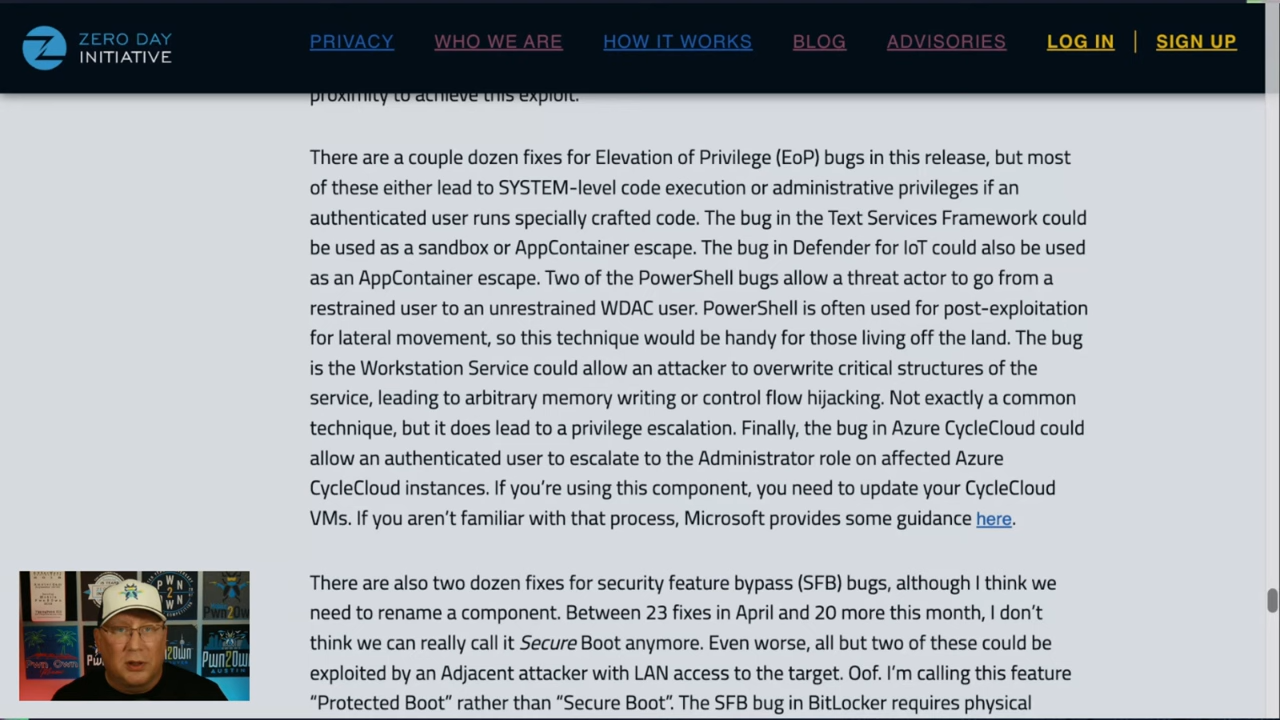 ZERO DAY
INITIATIVE
PRIVACY
WHO WE ARE
HOW IT WORKS
BLOG
ADVISORIES
LOG IN
SIGN UP
proximity to achieve this exploit.
There are a couple dozen fixes for Elevation of Privilege (EoP) bugs in this release, but most
of these either lead to SYSTEM-level code execution or administrative privileges if an
authenticated user runs specially crafted code. The bug in the Text Services Framework could
be used as a sandbox or AppContainer escape. The bug in Defender for IoT could also be used
as an AppContainer escape. Two of the PowerShell bugs allow a threat actor to go from a
restrained user to an unrestrained WDAC user. PowerShell is often used for post-exploitation
for lateral movement, so this technique would be handy for those living off the land. The bug
is the Workstation Service could allow an attacker to overwrite critical structures of the
service, leading to arbitrary memory writing or control flow hijacking. Not exactly a common
technique, but it does lead to a privilege escalation. Finally, the bug in Azure CycleCloud could
allow an authenticated user to escalate to the Administrator role on affected Azure
CycleCloud instances. If you’re using this component, you need to update your CycleCloud
VMs. If you aren’t familiar with that process, Microsoft provides some guidance here.
There are also two dozen fixes for security feature bypass (SFB) bugs, although I think we
need to rename a component. Between 23 fixes in April and 20 more this month, I don’t
think we can really call it Secure Boot anymore. Even worse, all but two of these could be
exploited by an Adjacent attacker with LAN access to the target. Oof. I’m calling this feature
“Protected Boot” rather than “Secure Boot”. The SFB bug in BitLocker requires physical
PWN
2
OWN
Pwn2Own
Pwn2Own
AUSTIN